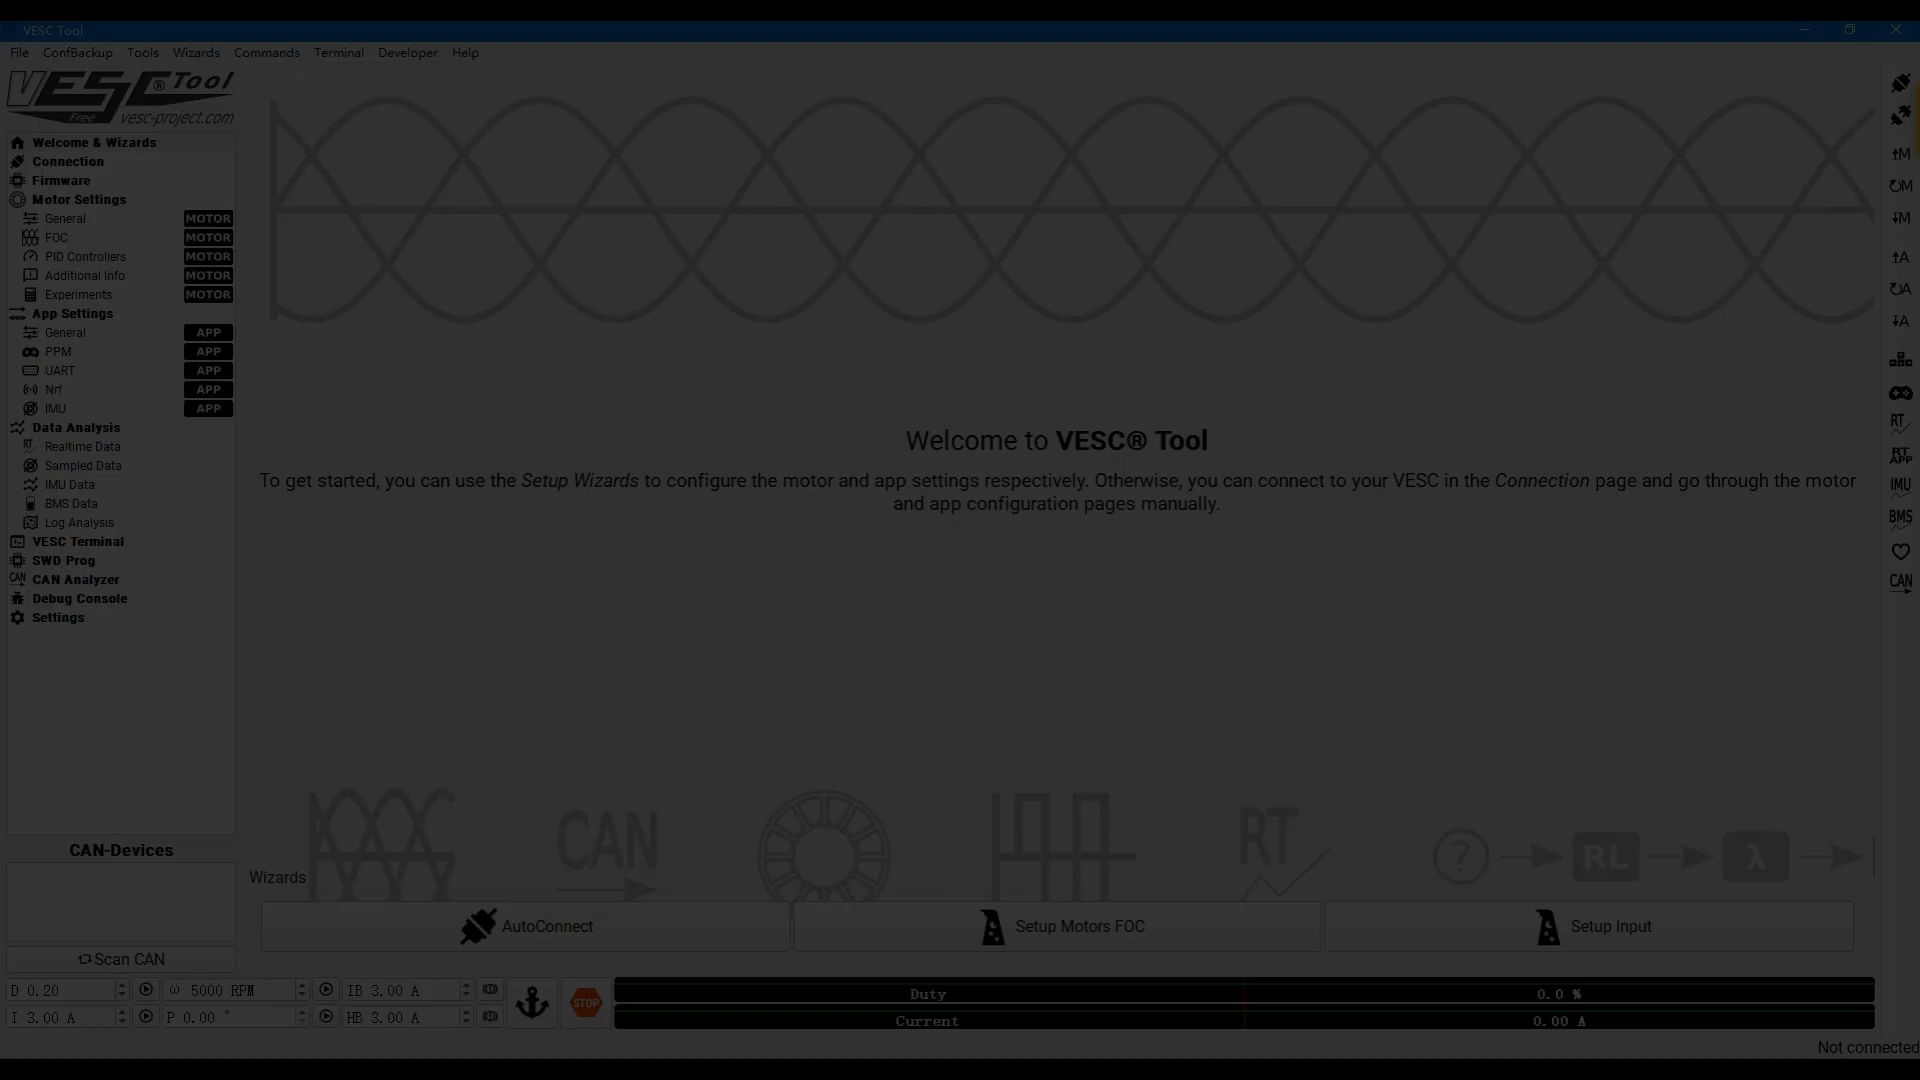 VESC Tool
File ConfBackup Tools Wizards Commands Terminal Developer Help
VESC® Tool
Free vesc-project.com
Welcome & Wizards
Connection
Firmware
Motor Settings
General MOTOR
FOC MOTOR
PID Controllers MOTOR
Additional Info MOTOR
Experiments MOTOR
App Settings
General APP
PPM APP
UART APP
Nrf APP
IMU APP
Data Analysis
RT Realtime Data
Sampled Data
IMU Data
BMS Data
Log Analysis
VESC Terminal
SWD Prog
CAN CAN Analyzer
Debug Console
Settings
CAN-Devices
Scan CAN
Welcome to VESC® Tool
To get started, you can use the Setup Wizards to configure the motor and app settings respectively. Otherwise, you can connect to your VESC in the Connection page and go through the motor
and app configuration pages manually.
CAN RT ? RL λ
Wizards
AutoConnect Setup Motors FOC Setup Input
D 0.20 ω 5000 RPM IB 3.00 A
I 3.00 A P 0.00 ° HB 3.00 A
STOP
Duty 0.0 %
Current 0.00 A
M
M
M
A
A
A
RT
RT
APP
IMU
BMS
CAN
Not connected